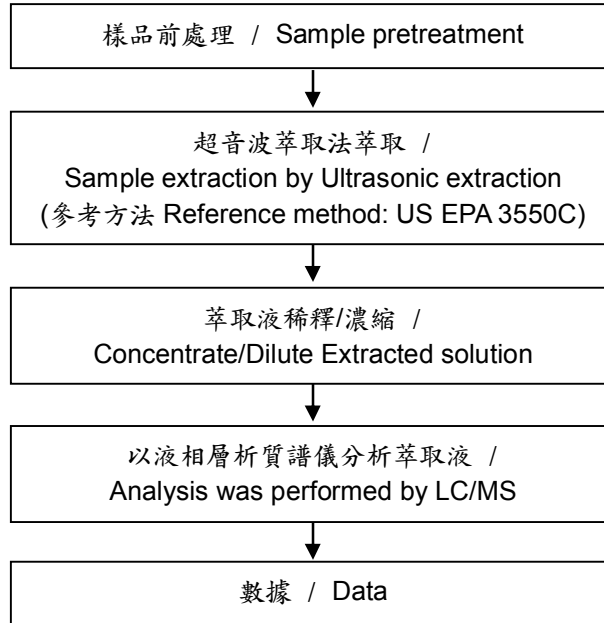 樣品前處理 / Sample pretreatment
超音波萃取法萃取 /
Sample extraction by Ultrasonic extraction
(參考方法 Reference method: US EPA 3550C)
萃取液稀釋/濃縮 /
Concentrate/Dilute Extracted solution
以液相層析質譜儀分析萃取液 /
Analysis was performed by LC/MS
數據 / Data